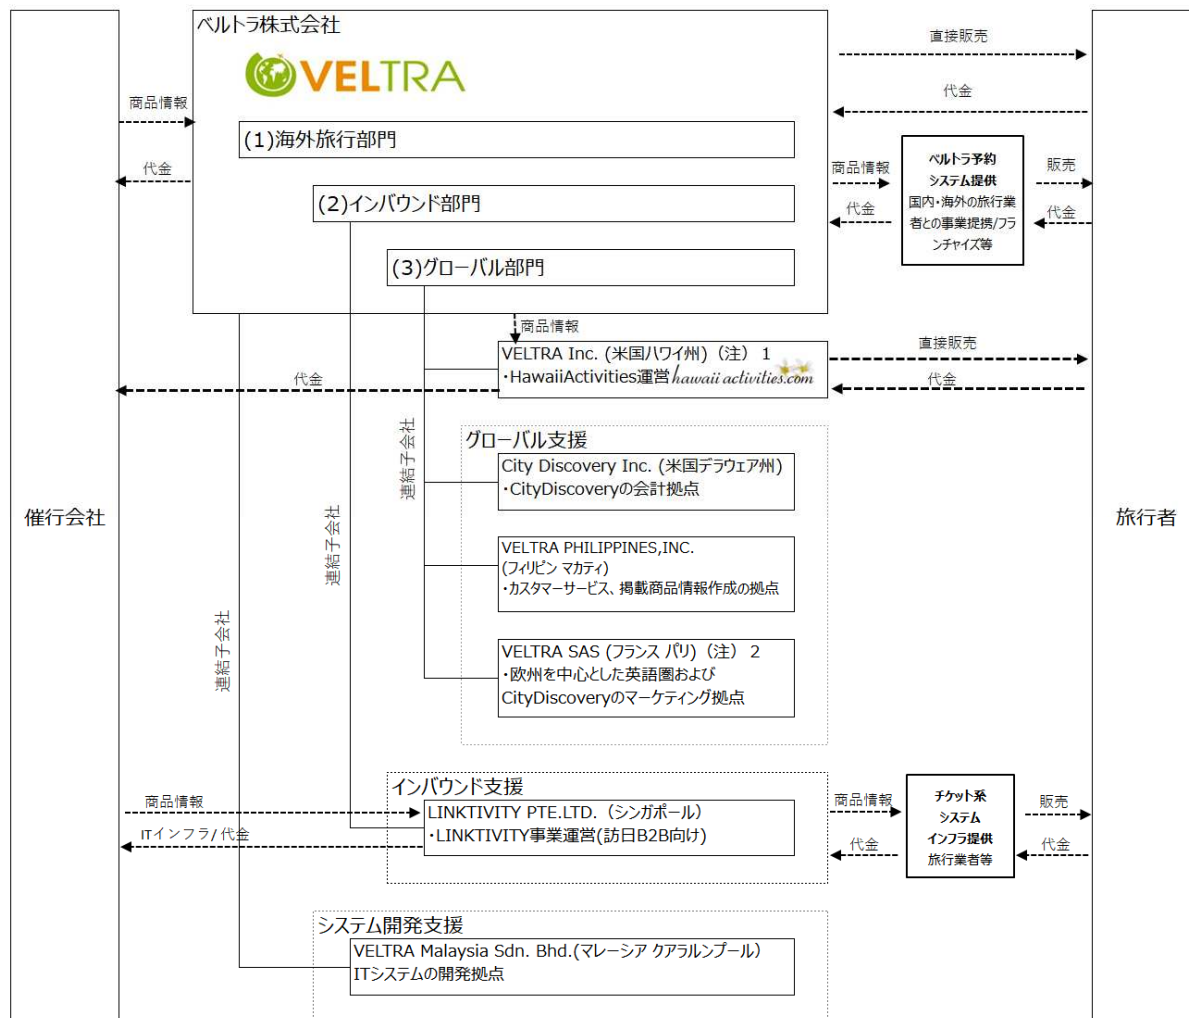 ベルトラ株式会社
VELTRA
直接販売
代金
商品情報
代金
(1)海外旅行部門
(2)インバウンド部門
(3)グローバル部門
商品情報
代金
ベルトラ予約
システム提供
国内・海外の旅行業
者との事業提携/フラ
ンチャイズ等
販売
代金
商品情報
VELTRA Inc. (米国ハワイ州)（注） 1
・HawaiiActivities運営
hawaii activities.com
直接販売
代金
代金
連結子会社
連結子会社
連結子会社
グローバル支援
City Discovery Inc. (米国デラウェア州)
・CityDiscoveryの会計拠点
VELTRA PHILIPPINES,INC.
(フィリピン マカティ)
・カスタマーサービス、掲載商品情報作成の拠点
VELTRA SAS (フランス パリ)（注） 2
・欧州を中心とした英語圏および
CityDiscoveryのマーケティング拠点
催行会社
旅行者
インバウンド支援
LINKTIVITY PTE.LTD.（シンガポール）
・LINKTIVITY事業運営(訪日B2B向け)
商品情報
ITインフラ/ 代金
商品情報
代金
チケット系
システム
インフラ提供
旅行業者等
販売
代金
システム開発支援
VELTRA Malaysia Sdn. Bhd.(マレーシア クアラルンプール）
ITシステムの開発拠点